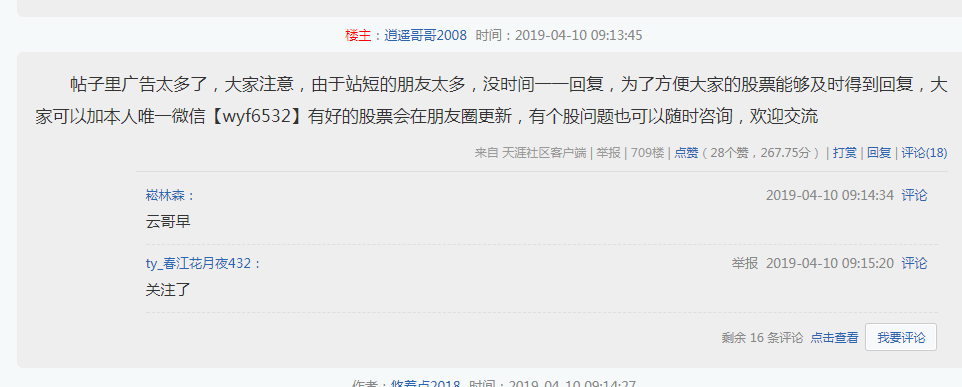 楼主：逍遥哥哥2008 时间：2019-04-10 09:13:45
帖子里广告太多了，大家注意，由于站短的朋友太多，没时间一一回复，为了方便大家的股票能够及时得到回复，大
家可以加本人唯一微信【wyf6532】有好的股票会在朋友圈更新，有个股问题也可以随时咨询，欢迎交流
来自 天涯社区客户端 | 举报 | 709楼 | 点赞（28个赞，267.75分） | 打赏 | 回复 | 评论(18)
崧林森： 2019-04-10 09:14:34 评论
云哥早
ty_春江花月夜432： 举报 2019-04-10 09:15:20 评论
关注了
剩余 16 条评论 点击查看 我要评论
作者：悠着点2018 时间：2019-04-10 09:14:27